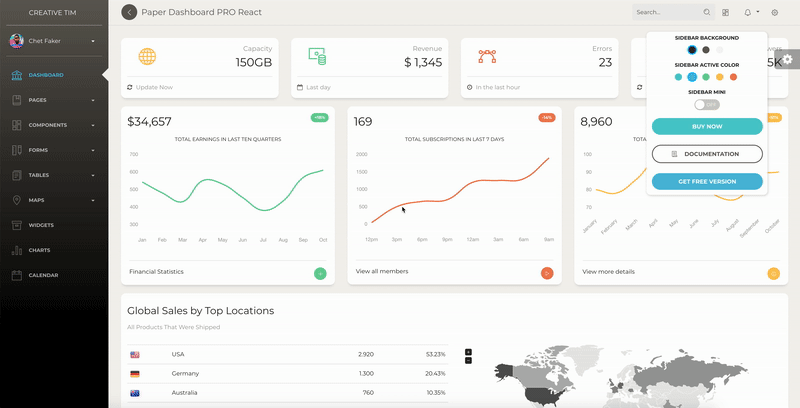 CREATIVE TIM
Chet Faker
DASHBOARD
PAGES
COMPONENTS
FORMS
TABLES
MAPS
WIDGETS
CHARTS
CALENDAR
Paper Dashboard PRO React
Search...
Capacity
150GB
Update Now
Revenue
$ 1,345
Last day
Errors
23
In the last hour
SIDEBAR BACKGROUND
SIDEBAR ACTIVE COLOR
SIDEBAR MINI
OFF
BUY NOW
DOCUMENTATION
GET FREE VERSION
$34,657
+18%
TOTAL EARNINGS IN LAST TEN QUARTERS
700
600
500
400
300
Jan Feb Mar Apr May Jun Jul Aug Sep Oct
Financial Statistics
169
-14%
TOTAL SUBSCRIPTIONS IN LAST 7 DAYS
2000
1500
1000
500
0
12pm 3pm 6pm 9pm 12am 3am 6am 9am
View all members
8,960
100
90
80
70
January February March April May June July August September October
View more details
Global Sales by Top Locations
All Products That Were Shipped
USA 2.920 53.23%
Germany 1.300 20.43%
Australia 760 10.35%
+
−